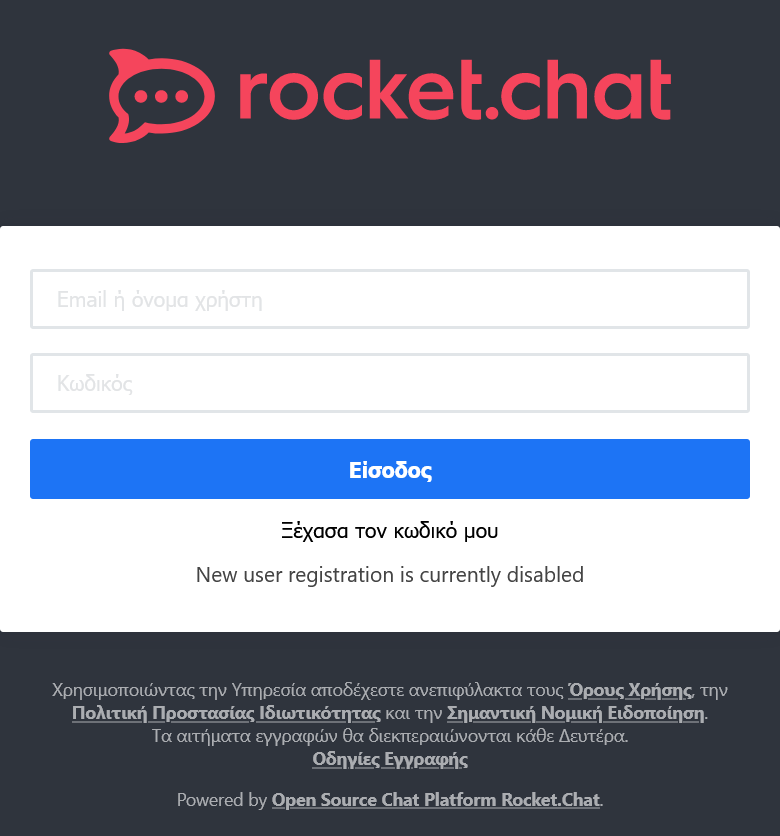 rocket.chat
Email ή όνομα χρήστη
Κωδικός
Είσοδος
Ξέχασα τον κωδικό μου
New user registration is currently disabled
Χρησιμοποιώντας την Υπηρεσία αποδέχεστε ανεπιφύλακτα τους Όρους Χρήσης, την
Πολιτική Προστασίας Ιδιωτικότητας και την Σημαντική Νομική Ειδοποίηση.
Τα αιτήματα εγγραφών θα διεκπεραιώνονται κάθε Δευτέρα.
Οδηγίες Εγγραφής
Powered by Open Source Chat Platform Rocket.Chat.